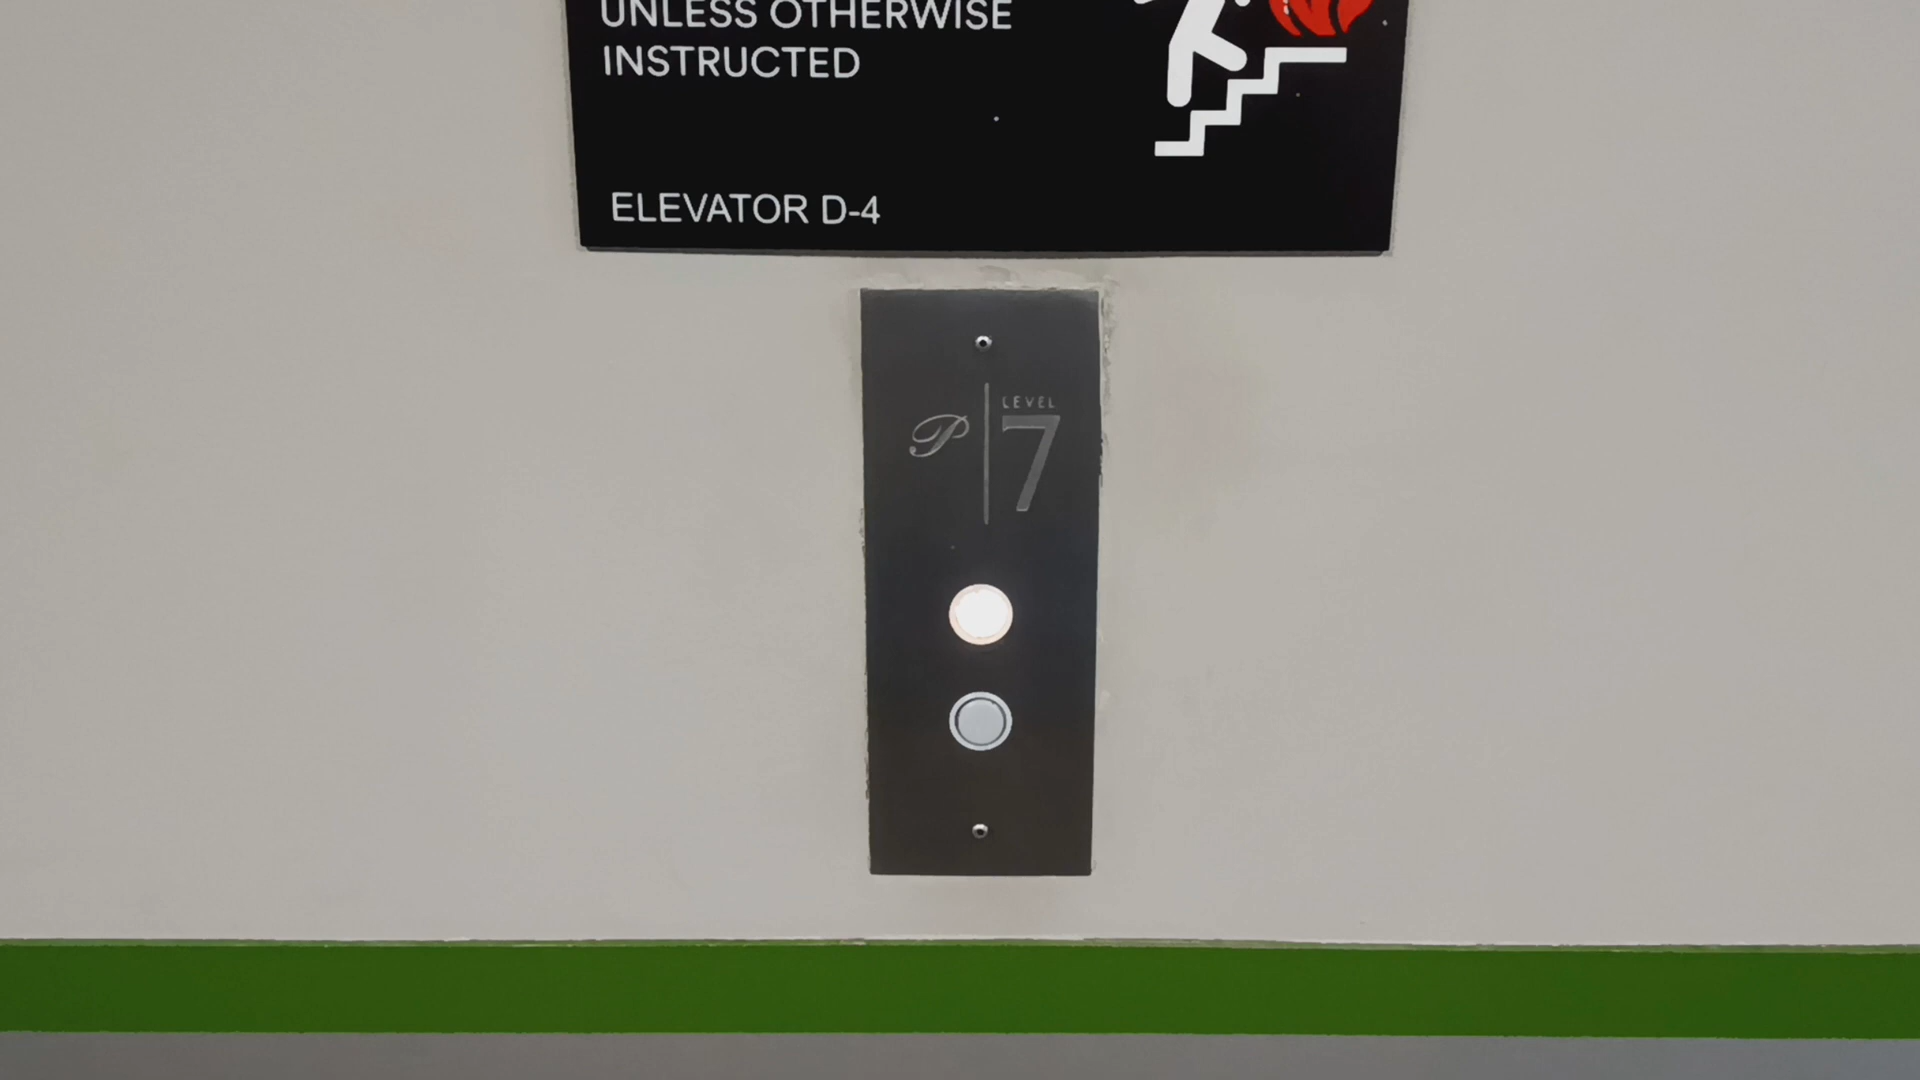 UNLESS OTHERWISE
INSTRUCTED
ELEVATOR D-4
P
LEVEL
7